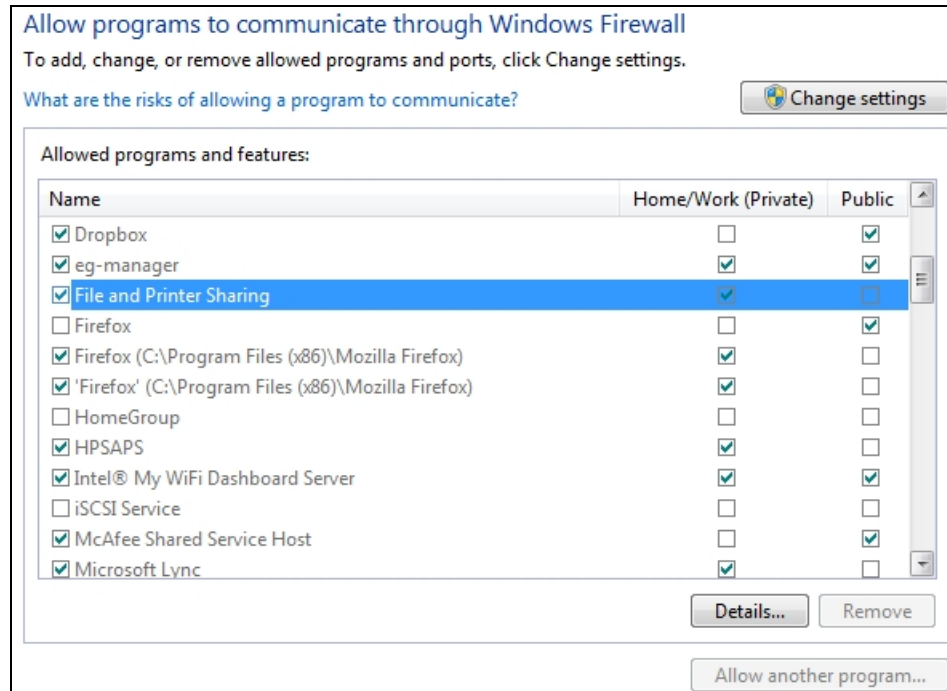 Allow programs to communicate through Windows Firewall
To add, change, or remove allowed programs and ports, click Change settings.
What are the risks of allowing a program to communicate?
Change settings
Allowed programs and features:
Name Home/Work (Private) Public
Dropbox
eg-manager
File and Printer Sharing
Firefox
Firefox (C:\Program Files (x86)\Mozilla Firefox)
'Firefox' (C:\Program Files (x86)\Mozilla Firefox)
HomeGroup
HPSAPS
Intel® My WiFi Dashboard Server
iSCSI Service
McAfee Shared Service Host
Microsoft Lync
Details... Remove
Allow another program...